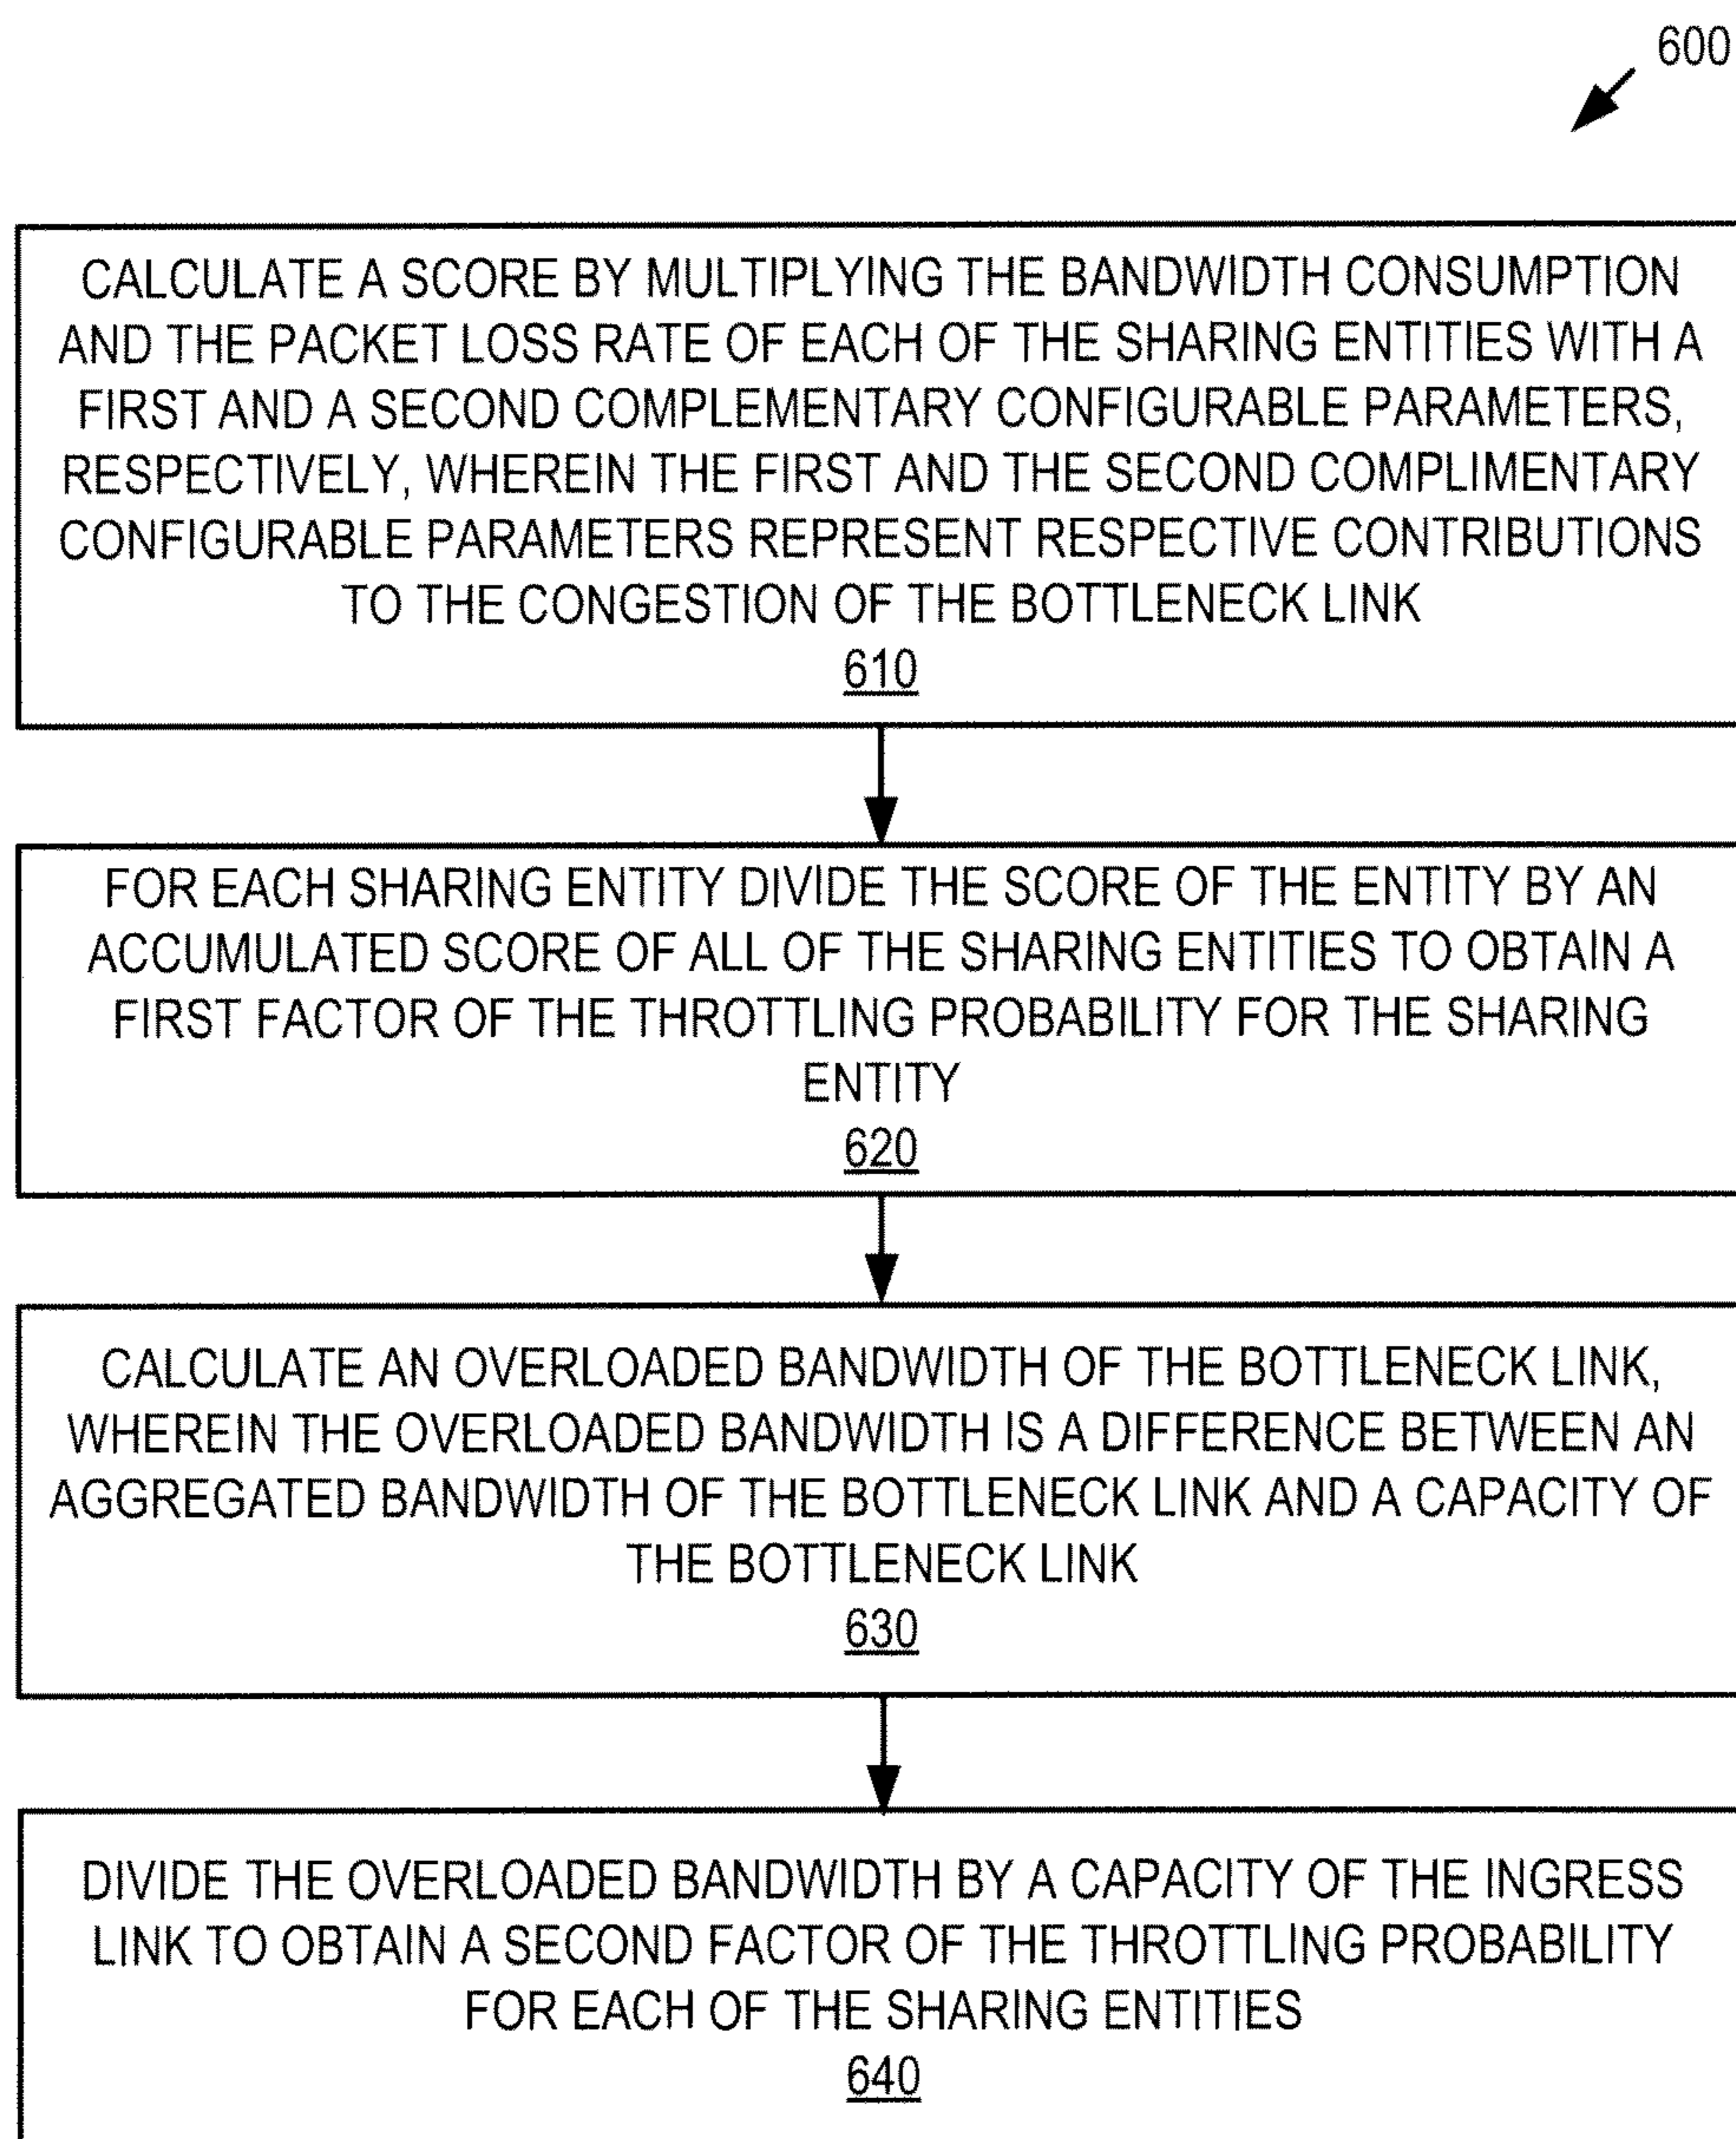 600
CALCULATE A SCORE BY MULTIPLYING THE BANDWIDTH CONSUMPTION
AND THE PACKET LOSS RATE OF EACH OF THE SHARING ENTITIES WITH A
FIRST AND A SECOND COMPLEMENTARY CONFIGURABLE PARAMETERS,
RESPECTIVELY, WHEREIN THE FIRST AND THE SECOND COMPLIMENTARY
CONFIGURABLE PARAMETERS REPRESENT RESPECTIVE CONTRIBUTIONS
TO THE CONGESTION OF THE BOTTLENECK LINK
610
FOR EACH SHARING ENTITY DIVIDE THE SCORE OF THE ENTITY BY AN
ACCUMULATED SCORE OF ALL OF THE SHARING ENTITIES TO OBTAIN A
FIRST FACTOR OF THE THROTTLING PROBABILITY FOR THE SHARING
ENTITY
620
CALCULATE AN OVERLOADED BANDWIDTH OF THE BOTTLENECK LINK,
WHEREIN THE OVERLOADED BANDWIDTH IS A DIFFERENCE BETWEEN AN
AGGREGATED BANDWIDTH OF THE BOTTLENECK LINK AND A CAPACITY OF
THE BOTTLENECK LINK
630
DIVIDE THE OVERLOADED BANDWIDTH BY A CAPACITY OF THE INGRESS
LINK TO OBTAIN A SECOND FACTOR OF THE THROTTLING PROBABILITY
FOR EACH OF THE SHARING ENTITIES
640